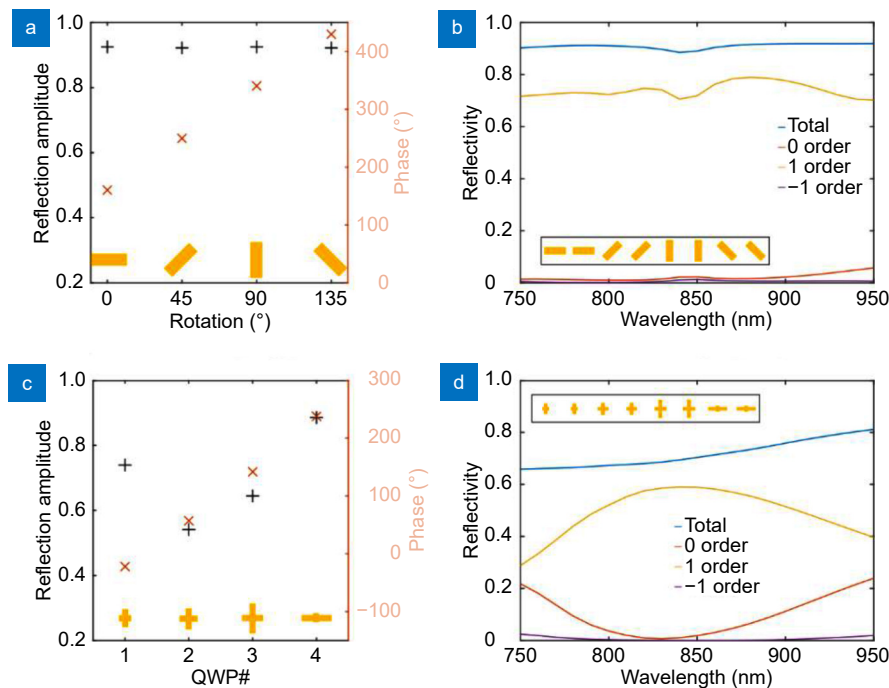 a
1.0
0.8
0.6
0.4
0.2
Reflection amplitude
0 45 90 135
Rotation (°)
400
300
200
100
0
Phase (°)
b
1.0
0.8
0.6
0.4
0.2
0
Reflectivity
Total
0 order
1 order
−1 order
750 800 850 900 950
Wavelength (nm)
c
1.0
0.8
0.6
0.4
0.2
Reflection amplitude
1 2 3 4
QWP#
300
200
100
0
−100
Phase (°)
d
1.0
0.8
0.6
0.4
0.2
0
Reflectivity
Total
0 order
1 order
−1 order
750 800 850 900 950
Wavelength (nm)